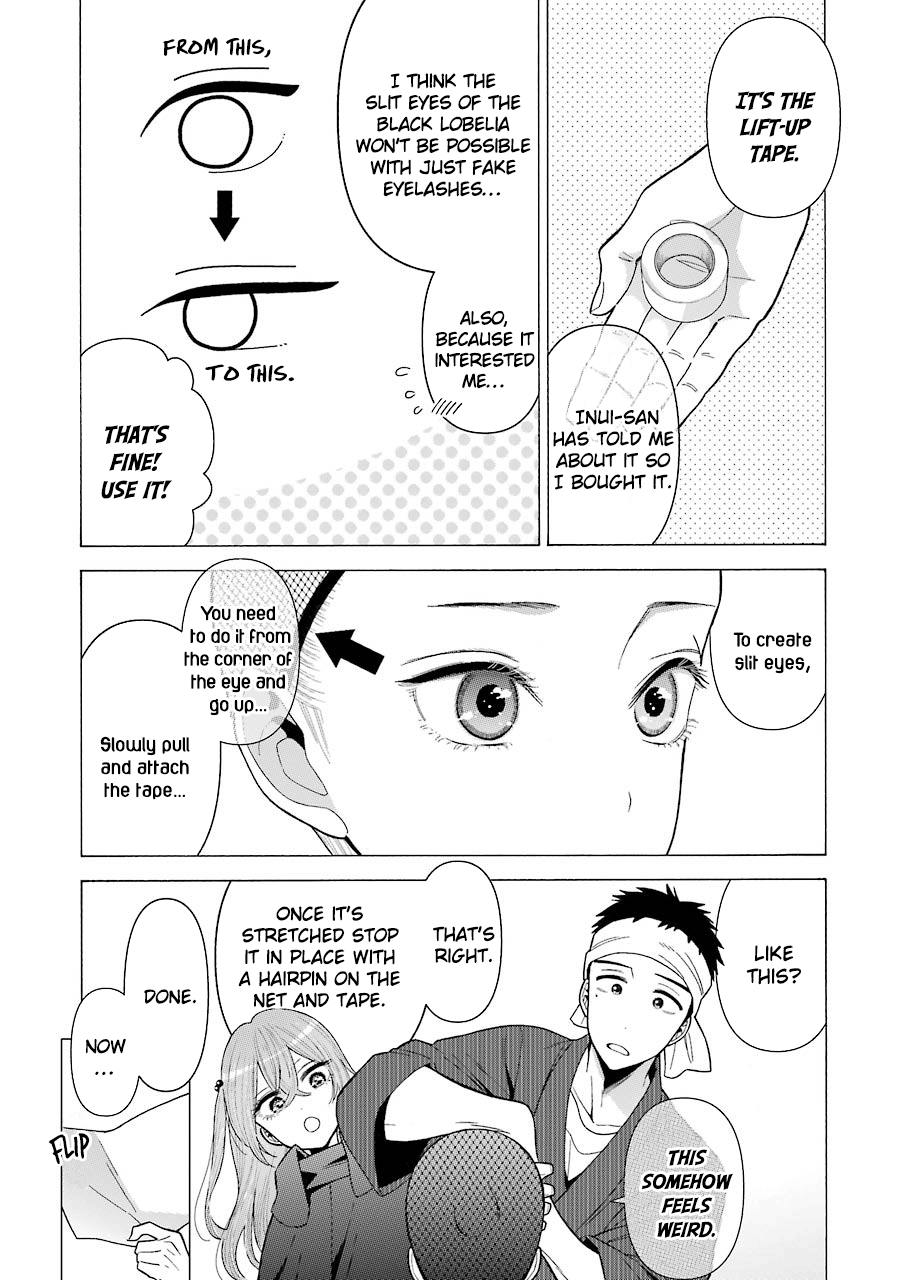 IT'S THE
LIFT-UP
TAPE.
INUI-SAN
HAS TOLD ME
ABOUT IT SO
I BOUGHT IT.
I THINK THE
SLIT EYES OF THE
BLACK LOBELIA
WON'T BE POSSIBLE
WITH JUST FAKE
EYELASHES...
ALSO,
BECAUSE IT
INTERESTED
ME...
FROM THIS,
TO THIS.
THAT'S
FINE!
USE IT!
To create
slit eyes,
You need
to do it from
the corner of
the eye and
go up...
Slowly pull
and attach
the tape...
LIKE
THIS?
THAT'S
RIGHT.
ONCE IT'S
STRETCHED STOP
IT IN PLACE WITH
A HAIRPIN ON THE
NET AND TAPE.
THIS
SOMEHOW
FEELS
WEIRD.
DONE.
NOW
...
FLIP